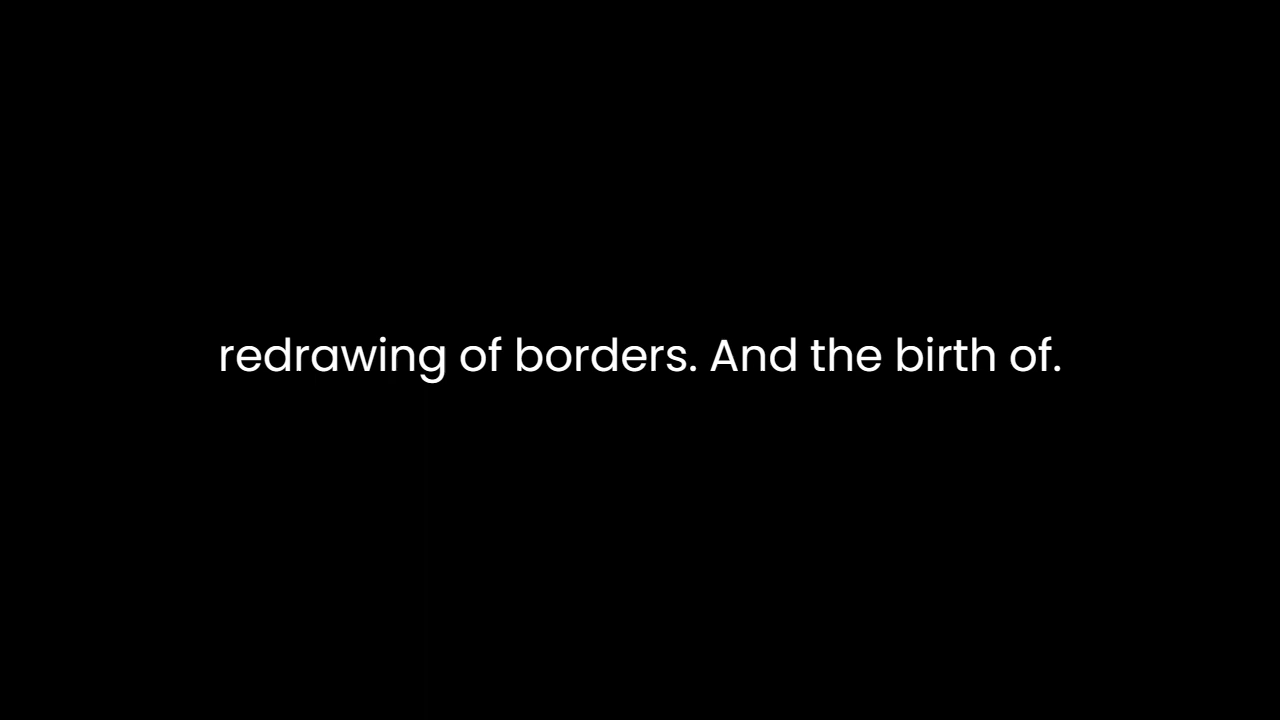 redrawing of borders. And the birth of.